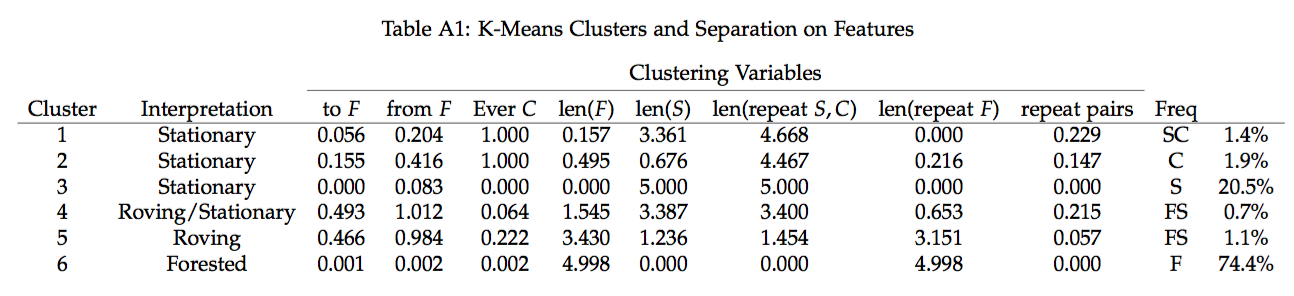 Table A1: K-Means Clusters and Separation on Features
Clustering Variables
Cluster Interpretation to F from F Ever C len(F) len(S) len(repeat S, C) len(repeat F) repeat pairs Freq
1 Stationary 0.056 0.204 1.000 0.157 3.361 4.668 0.000 0.229 SC 1.4%
2 Stationary 0.155 0.416 1.000 0.495 0.676 4.467 0.216 0.147 C 1.9%
3 Stationary 0.000 0.083 0.000 0.000 5.000 5.000 0.000 0.000 S 20.5%
4 Roving/Stationary 0.493 1.012 0.064 1.545 3.387 3.400 0.653 0.215 FS 0.7%
5 Roving 0.466 0.984 0.222 3.430 1.236 1.454 3.151 0.057 FS 1.1%
6 Forested 0.001 0.002 0.002 4.998 0.000 0.000 4.998 0.000 F 74.4%